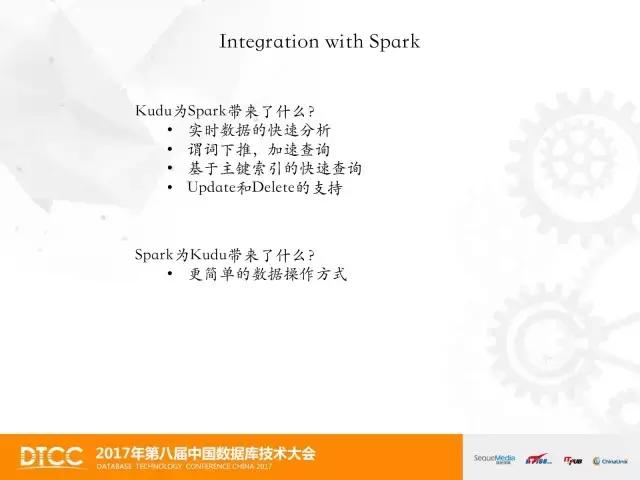 Integration with Spark
Kudu为Spark带来了什么?
• 实时数据的快速分析
• 谓词下推，加速查询
• 基于主键索引的快速查询
• Update和Delete的支持
Spark为Kudu带来了什么?
• 更简单的数据操作方式
DTCC
2017年第八届中国数据库技术大会
DATABASE TECHNOLOGY CONFERENCE CHINA 2017
SequeMedia
ITPUB
ChinaUnix